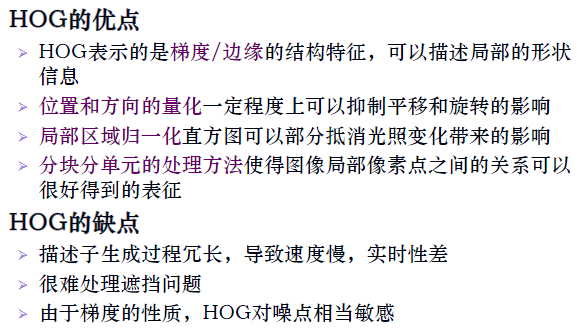 HOG的优点
HOG表示的是梯度/边缘的结构特征，可以描述局部的形状
信息
位置和方向的量化一定程度上可以抑制平移和旋转的影响
局部区域归一化直方图可以部分抵消光照变化带来的影响
分块分单元的处理方法使得图像局部像素点之间的关系可以
很好得到的表征
HOG的缺点
描述子生成过程冗长，导致速度慢，实时性差
很难处理遮挡问题
由于梯度的性质，HOG对噪点相当敏感